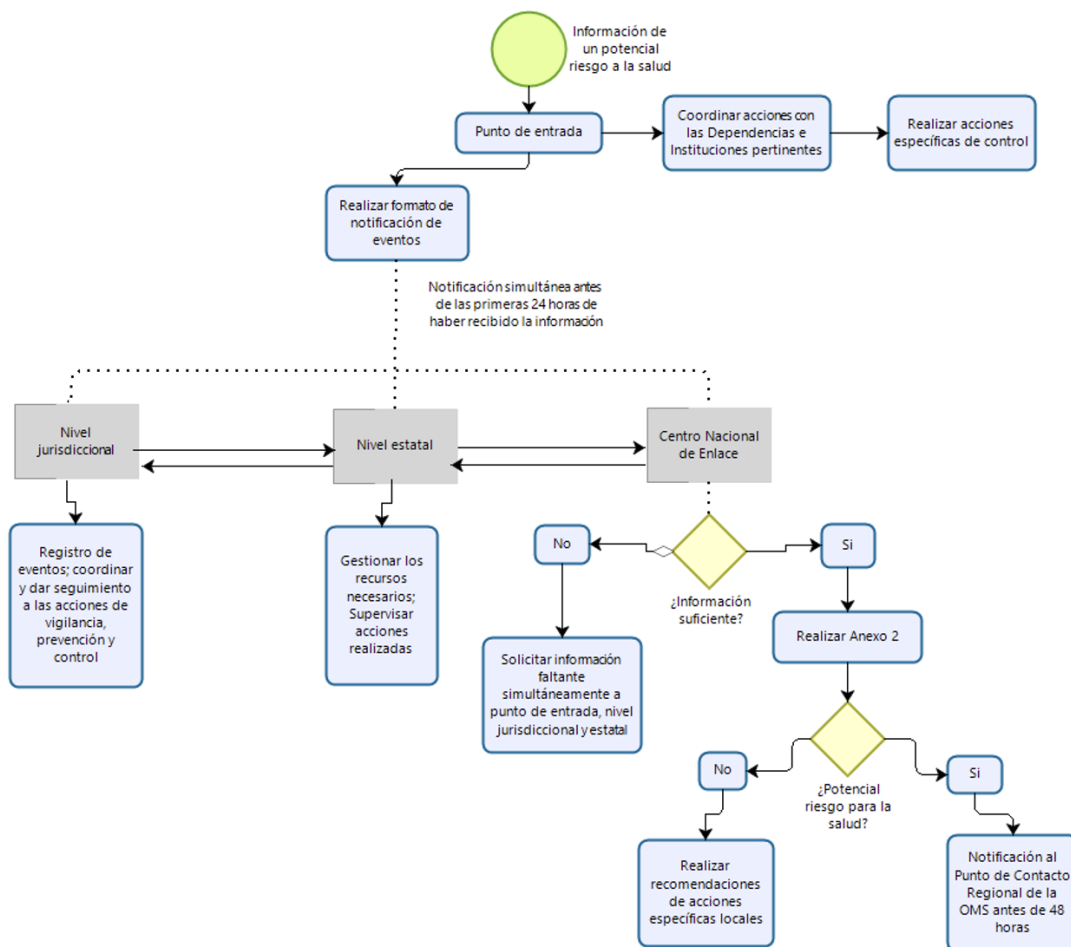 Información de
un potencial
riesgo a la salud
Punto de entrada
Coordinar acciones con
las Dependencias e
Instituciones pertinentes
Realizar acciones
específicas de control
Realizar formato de
notificación de
eventos
Notificación simultánea antes
de las primeras 24 horas de
haber recibido la información
Nivel
jurisdiccional
Nivel estatal
Centro Nacional
de Enlace
Registro de
eventos; coordinar
y dar seguimiento
a las acciones de
vigilancia,
prevención y
control
Gestionar los
recursos
necesarios;
Supervisar
acciones
realizadas
No
Si
¿Información
suficiente?
Solicitar información
faltante
simultáneamente a
punto de entrada, nivel
jurisdiccional y estatal
Realizar Anexo 2
No
Si
¿Potencial
riesgo para la
salud?
Realizar
recomendaciones
de acciones
específicas locales
Notificación al
Punto de Contacto
Regional de la
OMS antes de 48
horas